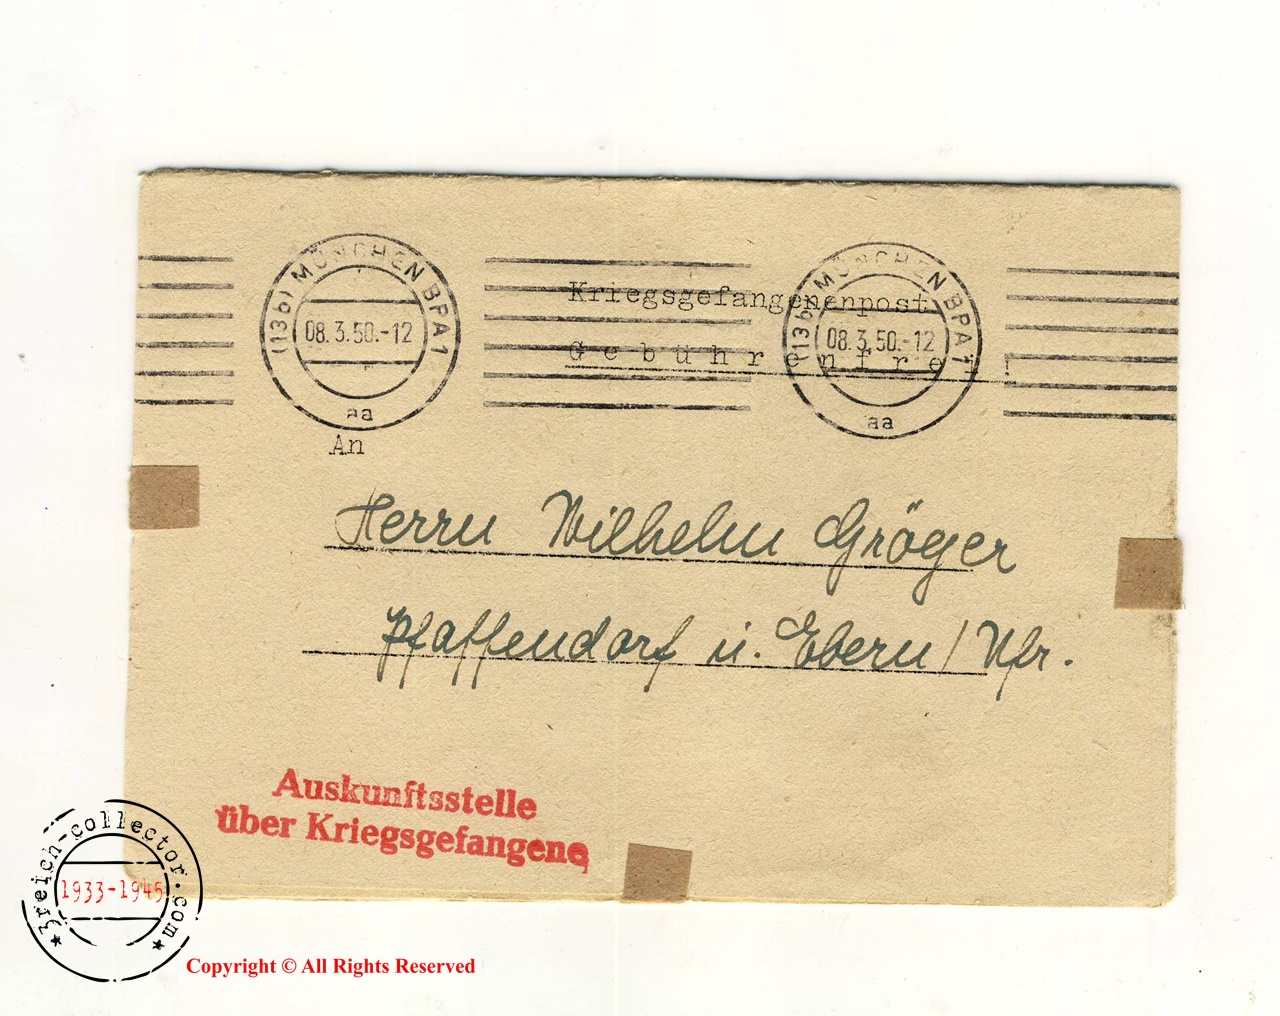 (13b) MÜNCHEN BPA 1
08.3.50.-12
aa
(13b) MÜNCHEN BPA 1
08.3.50.-12
aa
Kriegsgefangenenpost
Gebührenfrei
An
Herrn Wilhelm Gröger
Pfaffendorf ü. Ebern/Ufr.
Auskunftsstelle
über Kriegsgefangene
3reich-collector.com
1933-1945
Copyright © All Rights Reserved